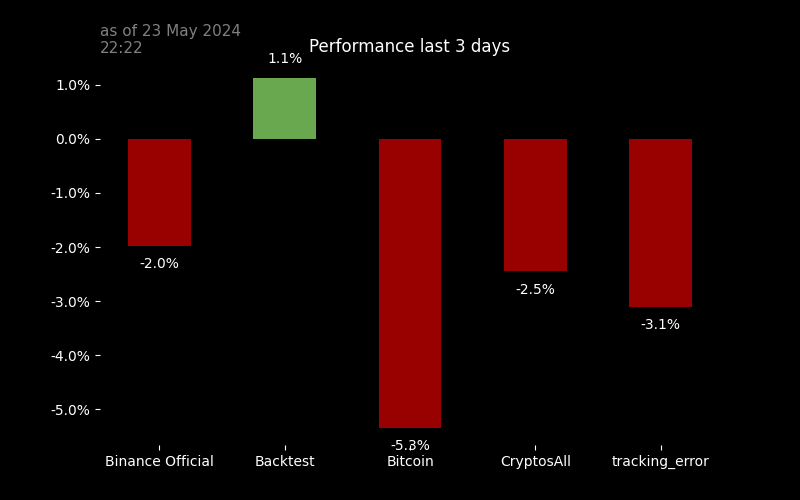 as of 23 May 2024
22:22
Performance last 3 days
1.1%
1.0%
0.0%
-1.0%
-2.0%
-3.0%
-4.0%
-5.0%
-2.0%
-5.3%
-2.5%
-3.1%
Binance Official
Backtest
Bitcoin
CryptosAll
tracking_error